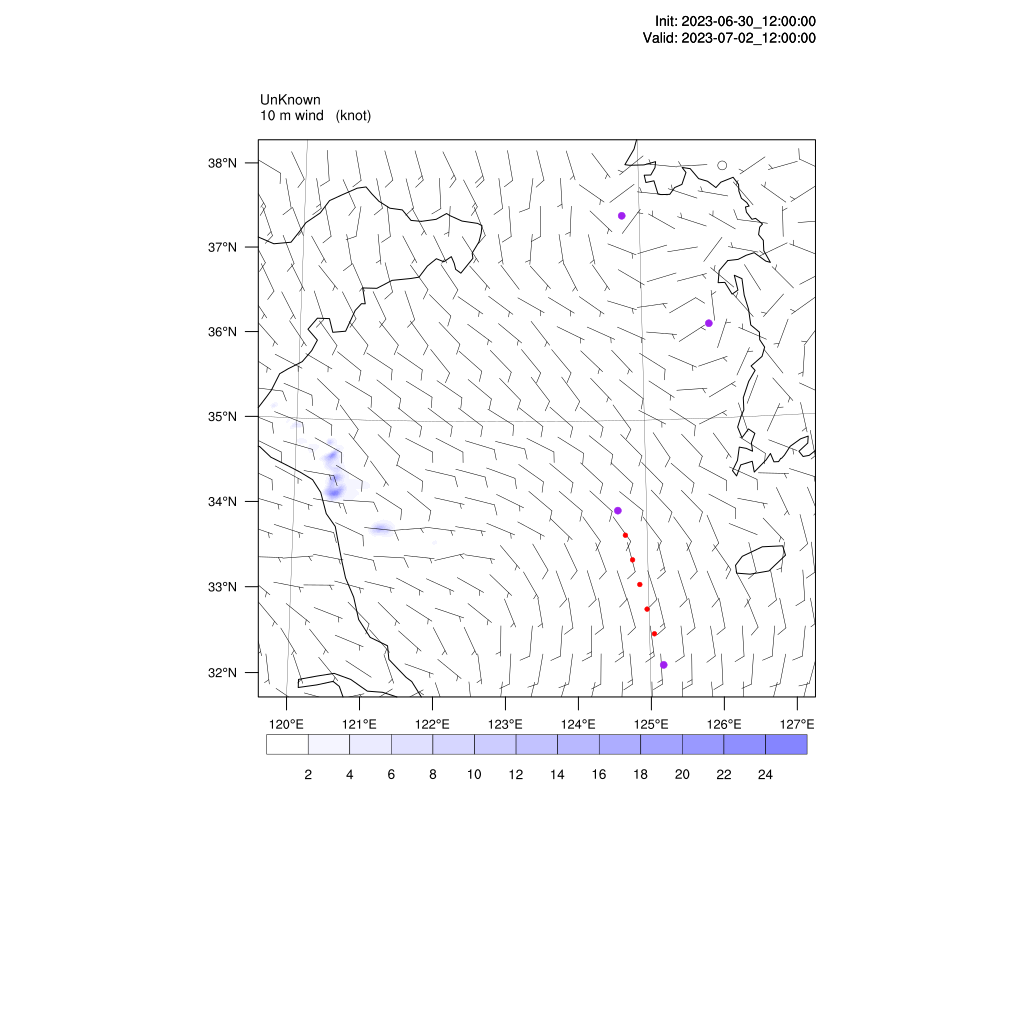 Init: 2023-06-30_12:00:00
Valid: 2023-07-02_12:00:00
UnKnown
10 m wind (knot)
38°N
37°N
36°N
35°N
34°N
33°N
32°N
120°E 121°E 122°E 123°E 124°E 125°E 126°E 127°E
2 4 6 8 10 12 14 16 18 20 22 24